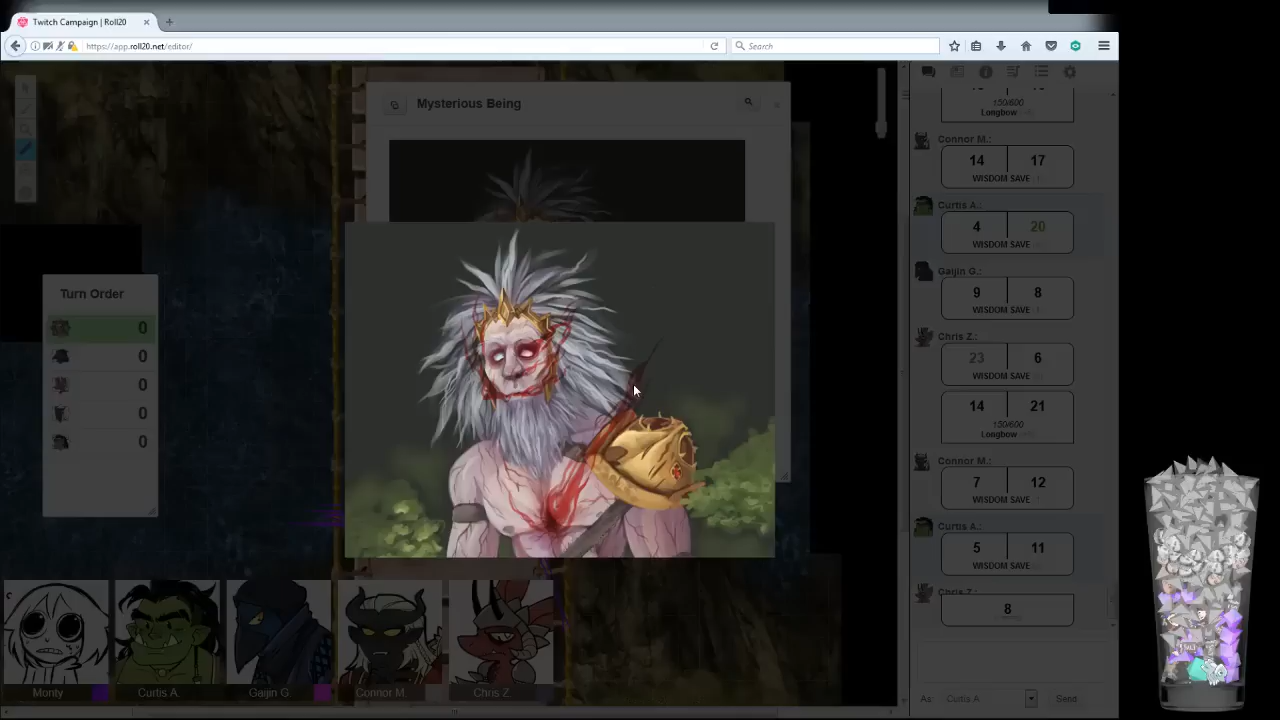 Twitch Campaign | Roll20
https://app.roll20.net/editor/
Search
Mysterious Being
Turn Order
0
0
0
0
0
150/600
Longbow
Connor M.:
14 17
WISDOM SAVE
Curtis A.:
4 20
WISDOM SAVE
Gaijin G.:
9 8
WISDOM SAVE
Chris Z.:
23 6
WISDOM SAVE
14 21
150/600
Longbow
Connor M.:
7 12
WISDOM SAVE
Curtis A.:
5 11
WISDOM SAVE
Chris Z.:
8
As: Curtis A. Send
Monty
Curtis A.
Gaijin G.
Connor M.
Chris Z.